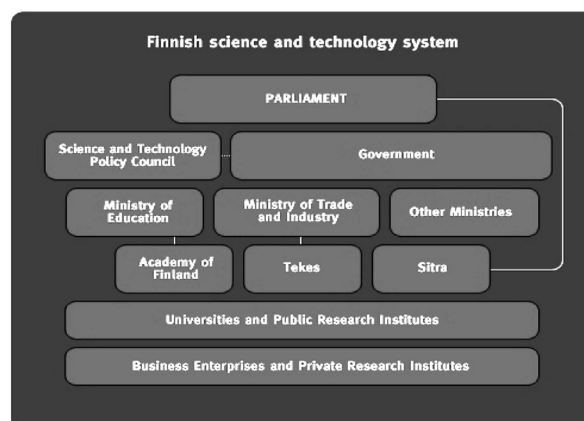 Finnish science and technology system
PARLIAMENT
Science and Technology
Policy Council
Government
Ministry of
Education
Ministry of Trade
and Industry
Other Ministries
Academy of
Finland
Tekes
Sitra
Universities and Public Research Institutes
Business Enterprises and Private Research Institutes